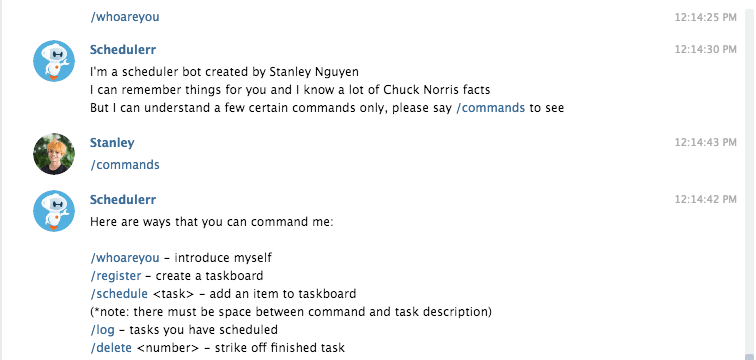 /whoareyou 12:14:25 PM
Schedulerr 12:14:30 PM
I'm a scheduler bot created by Stanley Nguyen
I can remember things for you and I know a lot of Chuck Norris facts
But I can understand a few certain commands only, please say /commands to see
Stanley 12:14:43 PM
/commands
Schedulerr 12:14:42 PM
Here are ways that you can command me:
/whoareyou – introduce myself
/register – create a taskboard
/schedule <task> – add an item to taskboard
(*note: there must be space between command and task description)
/log – tasks you have scheduled
/delete <number> – strike off finished task